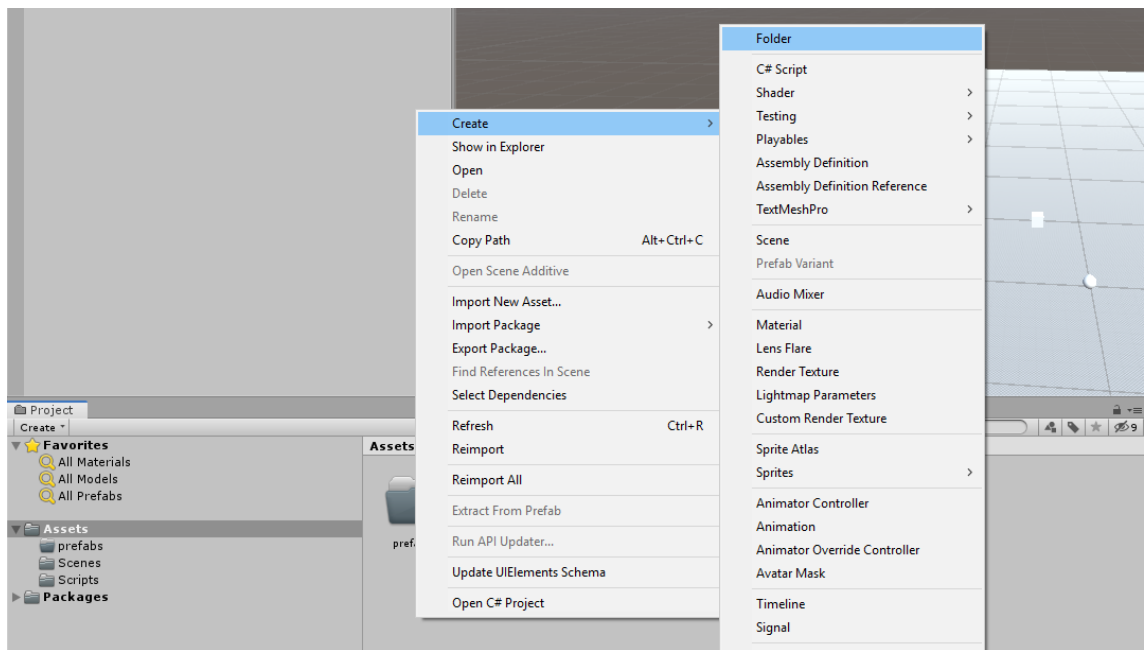 Create
Show in Explorer
Open
Delete
Rename
Copy Path Alt+Ctrl+C
Open Scene Additive
Import New Asset...
Import Package
Export Package...
Find References In Scene
Select Dependencies
Refresh Ctrl+R
Reimport
Reimport All
Extract From Prefab
Run API Updater...
Update UIElements Schema
Open C# Project
Folder
C# Script
Shader
Testing
Playables
Assembly Definition
Assembly Definition Reference
TextMeshPro
Scene
Prefab Variant
Audio Mixer
Material
Lens Flare
Render Texture
Lightmap Parameters
Custom Render Texture
Sprite Atlas
Sprites
Animator Controller
Animation
Animator Override Controller
Avatar Mask
Timeline
Signal
Project
Create
Favorites
All Materials
All Models
All Prefabs
Assets
prefabs
Scenes
Scripts
Packages
Assets
prefa
9